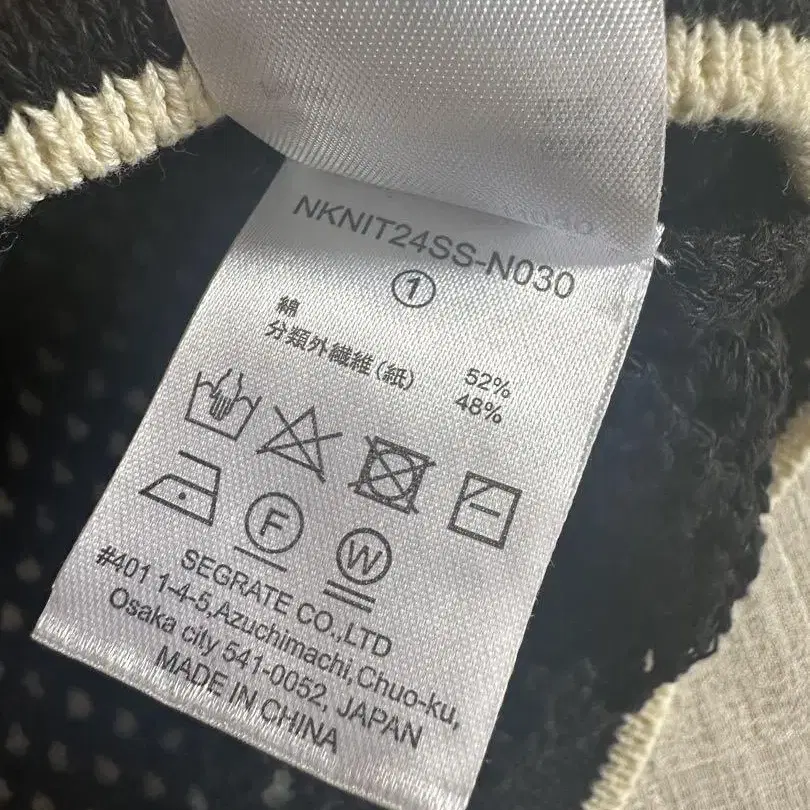 NKNIT24SS-N030
①
綿 52%
分類外繊維(紙) 48%
F
W
SEGRATE CO.,LTD
#401 1-4-5,Azuchimachi,Chuo-ku,
Osaka city 541-0052, JAPAN
MADE IN CHINA